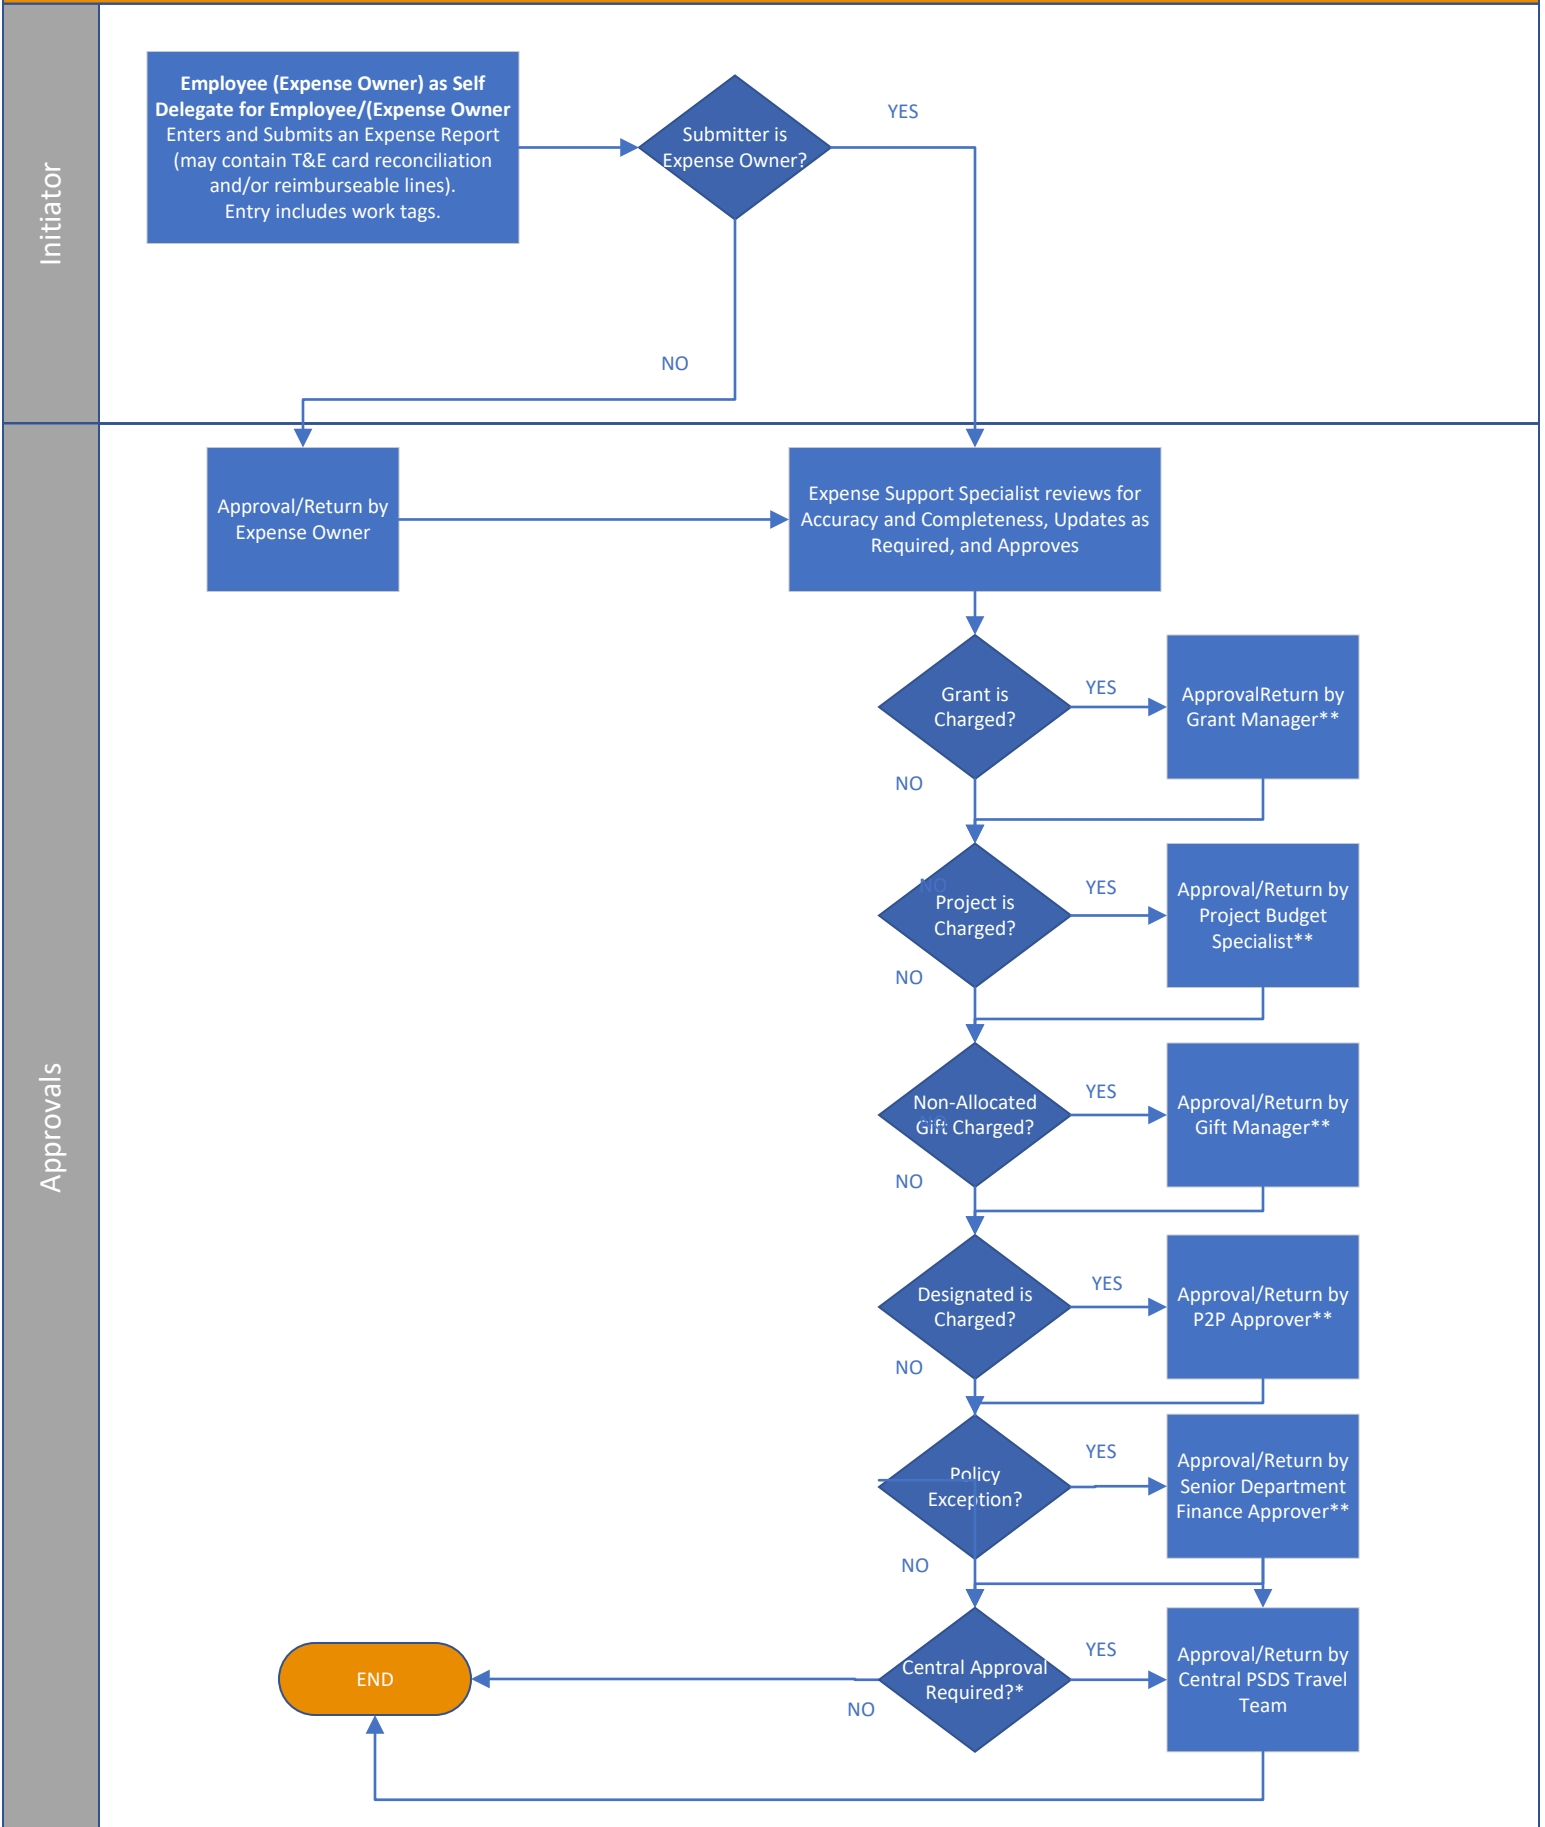 Initiator
Employee (Expense Owner) as Self
Delegate for Employee/(Expense Owner
Enters and Submits an Expense Report
(may contain T&E card reconciliation
and/or reimburseable lines).
Entry includes work tags.
Submitter is
Expense Owner?
YES
NO
Approvals
Approval/Return by
Expense Owner
Expense Support Specialist reviews for
Accuracy and Completeness, Updates as
Required, and Approves
Grant is
Charged?
YES
ApprovalReturn by
Grant Manager**
NO
NO
Project is
Charged?
YES
Approval/Return by
Project Budget
Specialist**
NO
Non-Allocated
Gift Charged?
NO
YES
Approval/Return by
Gift Manager**
NO
Designated is
Charged?
YES
Approval/Return by
P2P Approver**
NO
Policy
Exception?
YES
Approval/Return by
Senior Department
Finance Approver**
NO
Central Approval
Required?*
YES
Approval/Return by
Central PSDS Travel
Team
NO
END